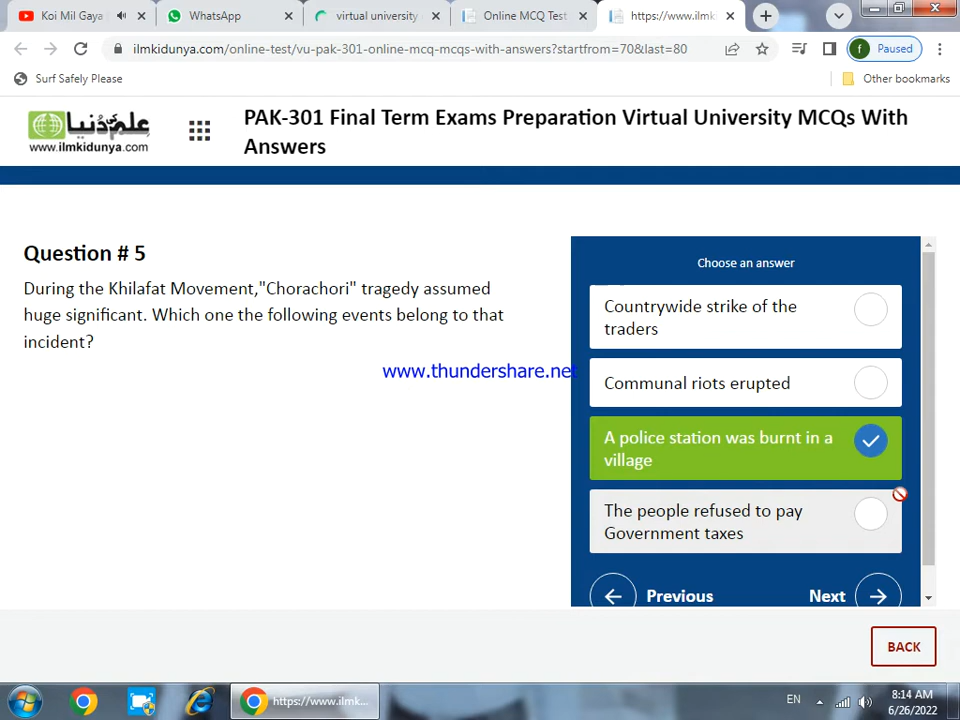 Koi Mil Gaya
WhatsApp
virtual university
Online MCQ Test
https://www.ilmk
ilmkidunya.com/online-test/vu-pak-301-online-mcq-mcqs-with-answers?startfrom=70&last=80
f
Paused
Surf Safely Please
Other bookmarks
علم کی دُنیا
www.ilmkidunya.com
PAK-301 Final Term Exams Preparation Virtual University MCQs With
Answers
Question # 5
During the Khilafat Movement,"Chorachori" tragedy assumed
huge significant. Which one the following events belong to that
incident?
www.thundershare.net
Choose an answer
Countrywide strike of the
traders
Communal riots erupted
A police station was burnt in a
village
The people refused to pay
Government taxes
Previous
Next
BACK
https://www.ilmk...
EN
8:14 AM
6/26/2022